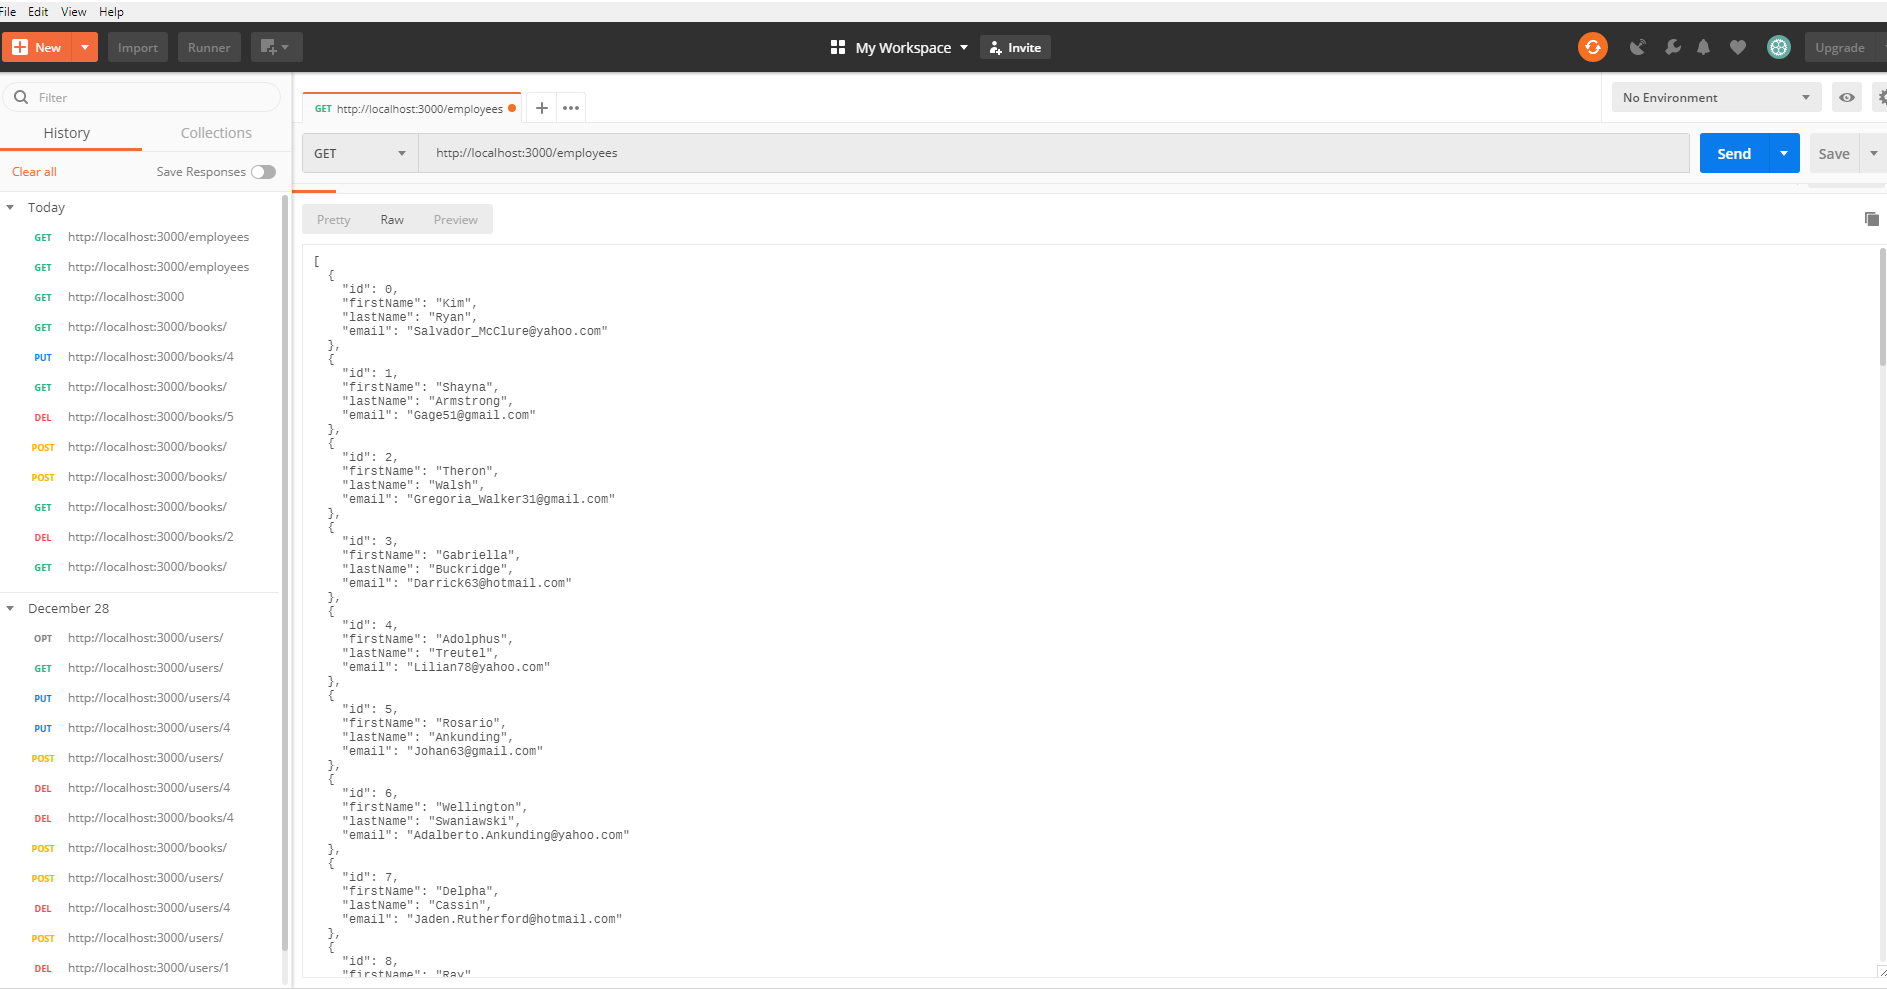 File Edit View Help
New Import Runner My Workspace Invite Upgrade
Filter
History Collections
Clear all Save Responses
Today
GET http://localhost:3000/employees
GET http://localhost:3000/employees
GET http://localhost:3000
GET http://localhost:3000/books/
PUT http://localhost:3000/books/4
GET http://localhost:3000/books/
DEL http://localhost:3000/books/5
POST http://localhost:3000/books/
POST http://localhost:3000/books/
GET http://localhost:3000/books/
DEL http://localhost:3000/books/2
GET http://localhost:3000/books/
December 28
OPT http://localhost:3000/users/
GET http://localhost:3000/users/
PUT http://localhost:3000/users/4
PUT http://localhost:3000/users/4
POST http://localhost:3000/users/
DEL http://localhost:3000/users/4
DEL http://localhost:3000/books/4
POST http://localhost:3000/books/
POST http://localhost:3000/users/
DEL http://localhost:3000/users/4
POST http://localhost:3000/users/
DEL http://localhost:3000/users/1
GET http://localhost:3000/employees
No Environment
GET http://localhost:3000/employees Send Save
Pretty Raw Preview
[
{
"id": 0,
"firstName": "Kim",
"lastName": "Ryan",
"email": "Salvador_McClure@yahoo.com"
},
{
"id": 1,
"firstName": "Shayna",
"lastName": "Armstrong",
"email": "Gage51@gmail.com"
},
{
"id": 2,
"firstName": "Theron",
"lastName": "Walsh",
"email": "Gregoria_Walker31@gmail.com"
},
{
"id": 3,
"firstName": "Gabriella",
"lastName": "Buckridge",
"email": "Darrick63@hotmail.com"
},
{
"id": 4,
"firstName": "Adolphus",
"lastName": "Treutel",
"email": "Lilian78@yahoo.com"
},
{
"id": 5,
"firstName": "Rosario",
"lastName": "Ankunding",
"email": "Johan63@gmail.com"
},
{
"id": 6,
"firstName": "Wellington",
"lastName": "Swaniawski",
"email": "Adalberto.Ankunding@yahoo.com"
},
{
"id": 7,
"firstName": "Delpha",
"lastName": "Cassin",
"email": "Jaden.Rutherford@hotmail.com"
},
{
"id": 8,
"firstName": "Ray"